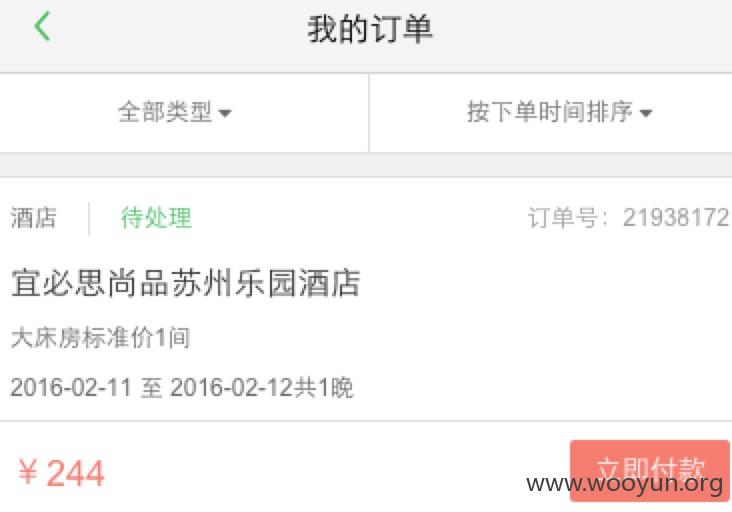 我的订单
全部类型 按下单时间排序
酒店 待处理 订单号：21938172
宜必思尚品苏州乐园酒店
大床房标准价1间
2016-02-11 至 2016-02-12共1晚
¥244 立即付款
www.wooyun.org